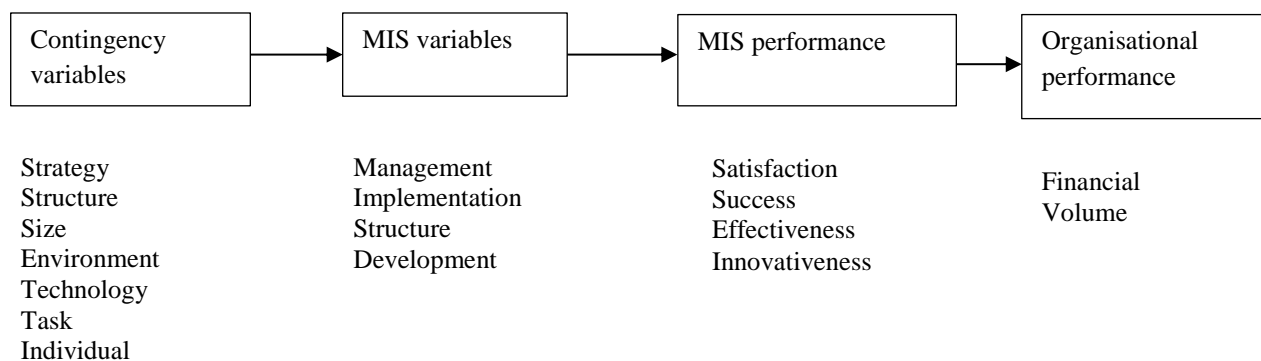 Contingency
variables
MIS variables
MIS performance
Organisational
performance
Strategy
Structure
Size
Environment
Technology
Task
Individual
Management
Implementation
Structure
Development
Satisfaction
Success
Effectiveness
Innovativeness
Financial
Volume